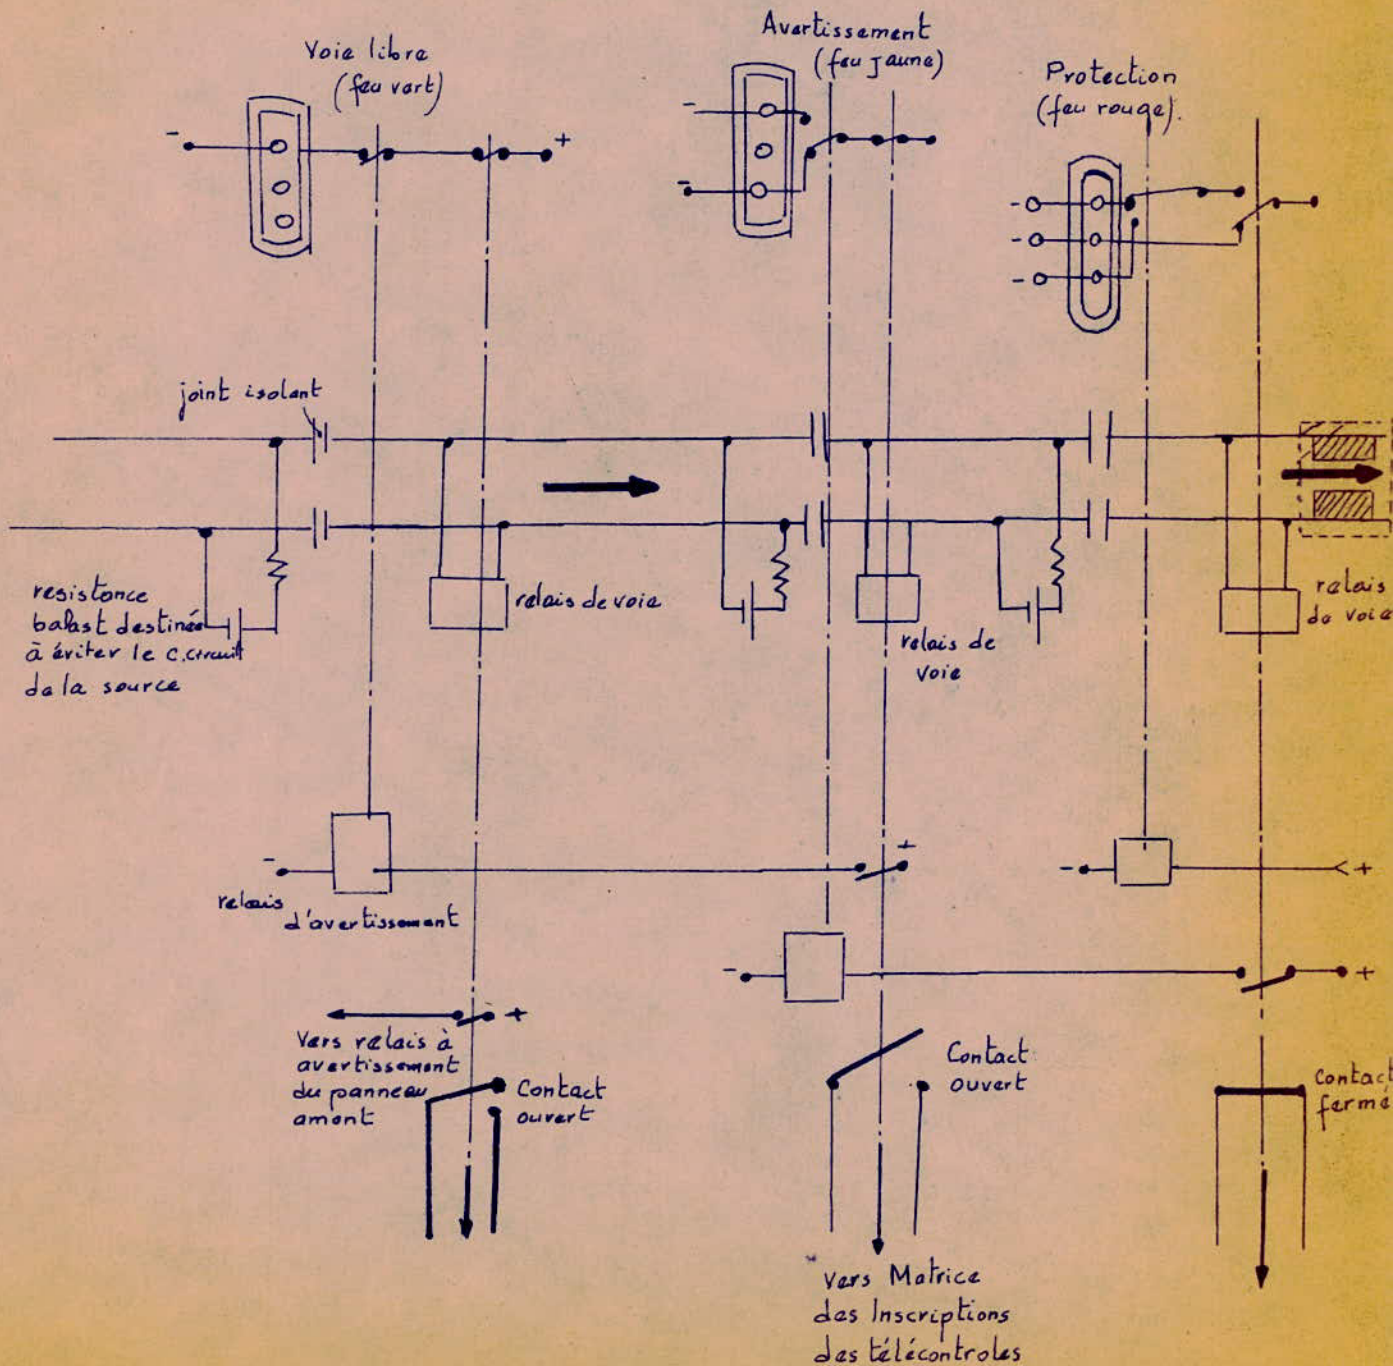 Voie libre
(feu vert)
Avertissement
(feu jaune)
Protection
(feu rouge).
-
+
-
-
-
-
-
joint isolant
resistance
balast destinée
à éviter le c.circuit
de la source
relais de voie
relais de
voie
relais
de voie
-
+
-
+
relais
d'avertissement
-
+
+
Vers relais à
avertissement
du panneau
amont
Contact
ouvert
Contact
ouvert
Contact
fermé
Vers Matrice
des Inscriptions
des télécontroles